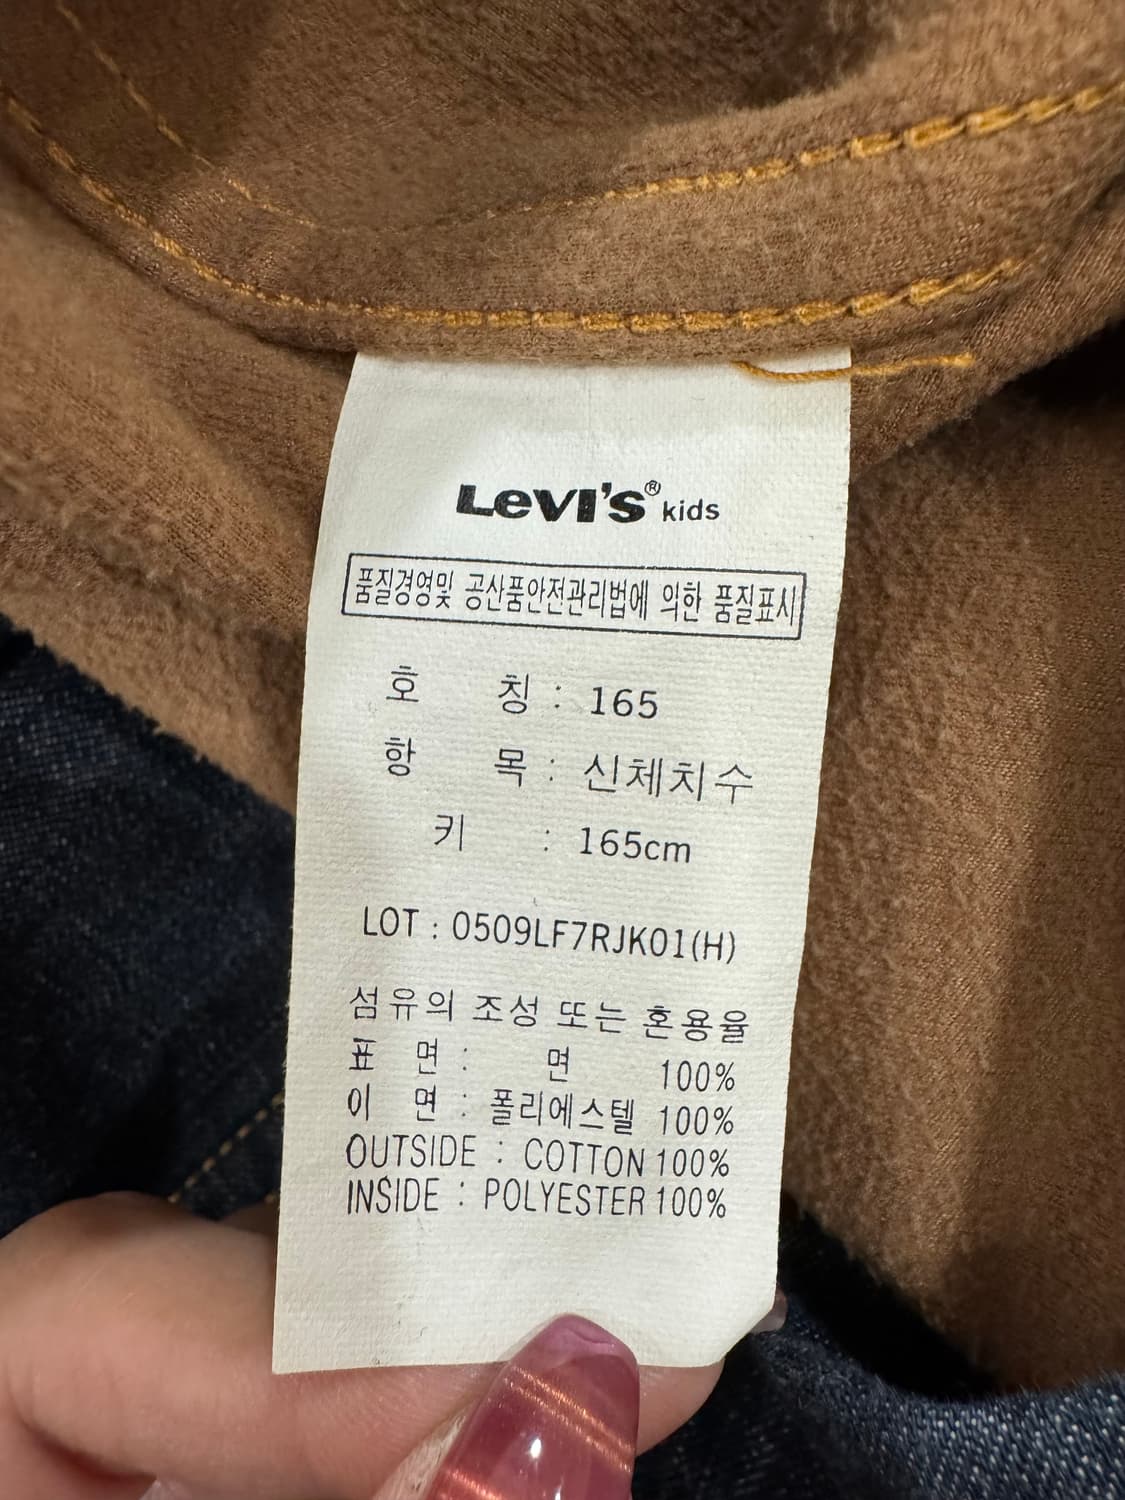 LEVI'S® kids
품질경영및 공산품안전관리법에 의한 품질표시
호 칭 : 165
항 목 : 신체치수
키 : 165cm
LOT : 0509LF7RJK01(H)
섬유의 조성 또는 혼용율
표 면 : 면 100%
이 면 : 폴리에스텔 100%
OUTSIDE : COTTON 100%
INSIDE : POLYESTER 100%